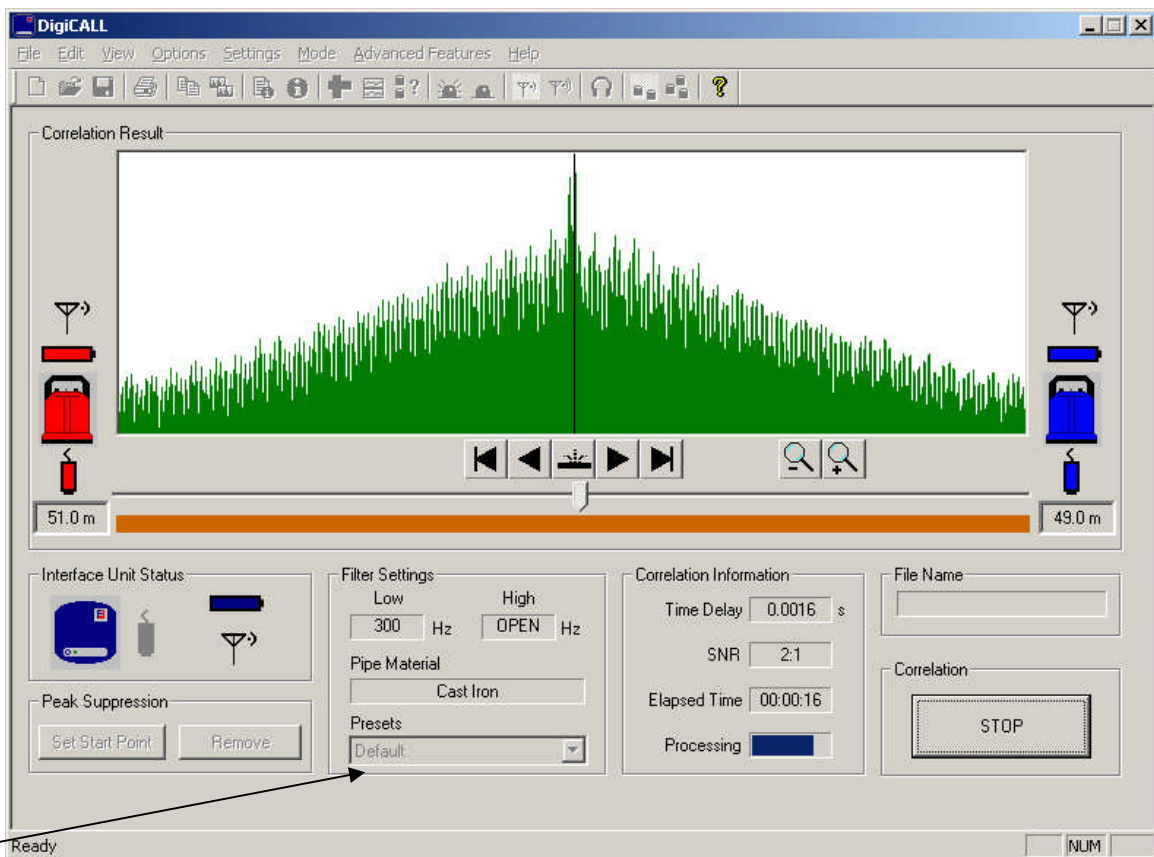 DigiCALL
File Edit View Options Settings Mode Advanced Features Help
Correlation Result
51.0 m
49.0 m
Interface Unit Status
Peak Suppression
Set Start Point Remove
Filter Settings
Low High
300 Hz OPEN Hz
Pipe Material
Cast Iron
Presets
Default
Correlation Information
Time Delay 0.0016 s
SNR 2:1
Elapsed Time 00:00:16
Processing
File Name
Correlation
STOP
Ready NUM